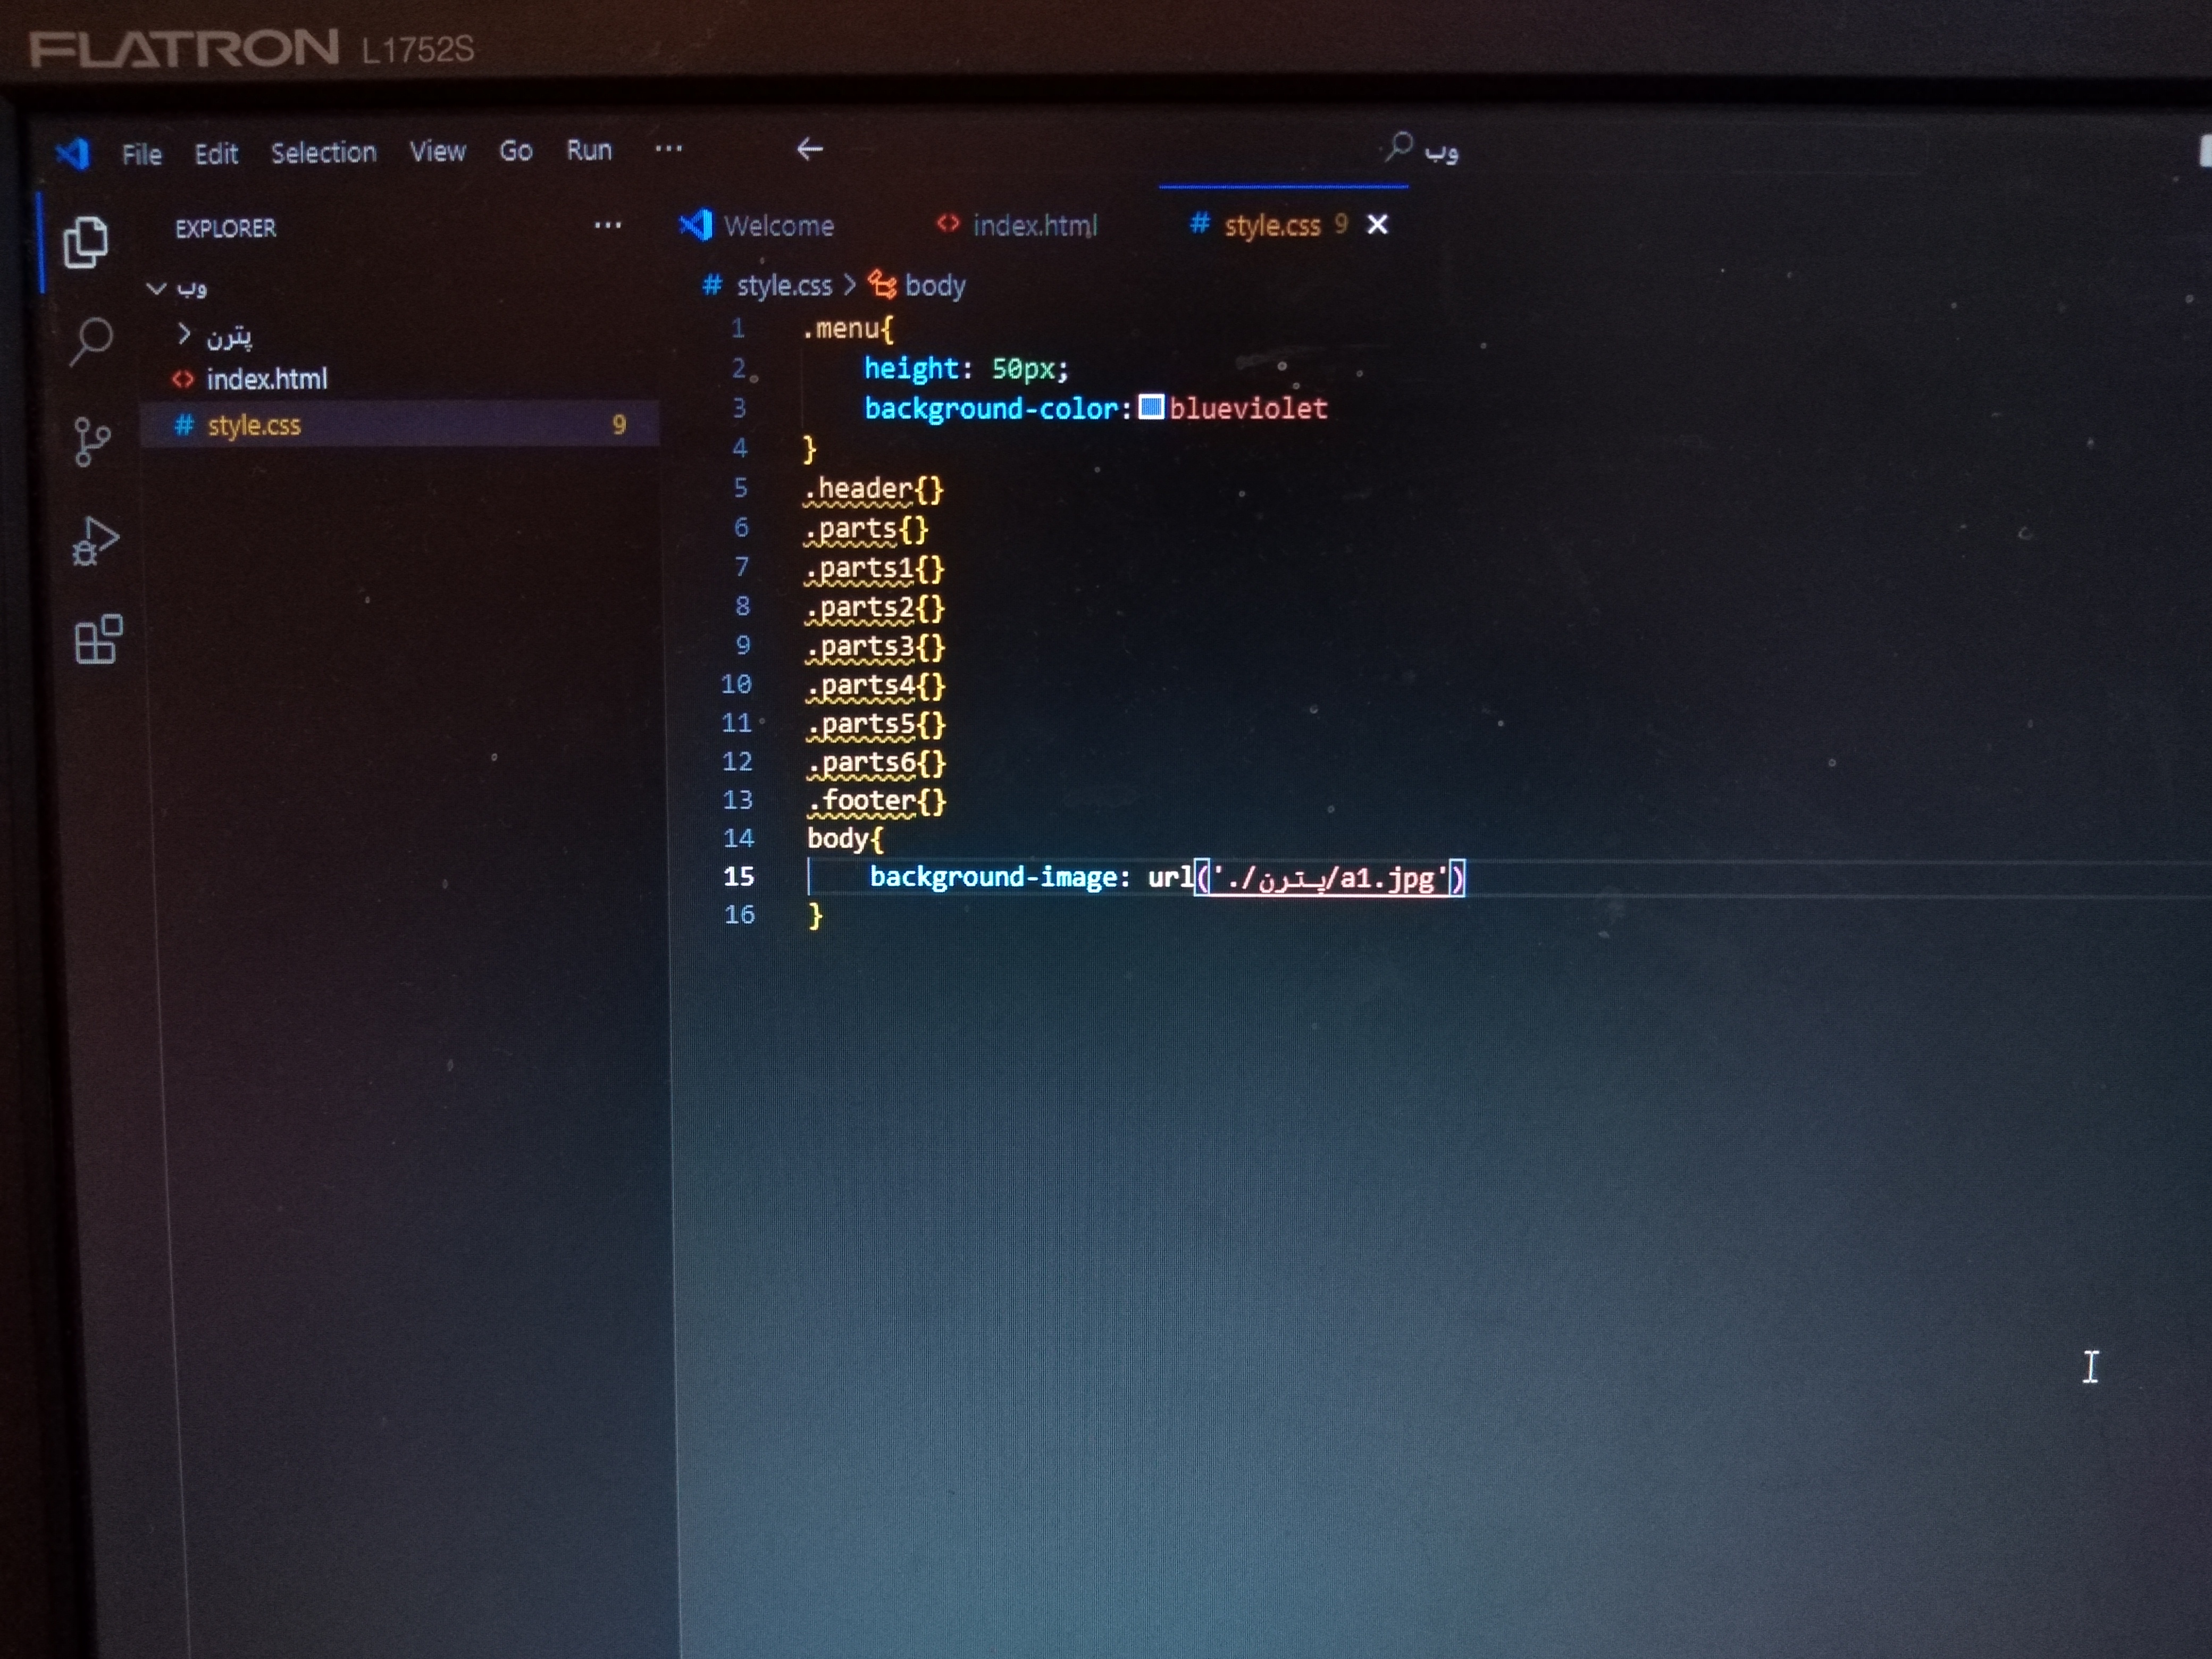 FLATRON L1752S
File Edit Selection View Go Run ... وب
EXPLORER ...
Welcome index.html style.css 9
وب
style.css > body
پترن
index.html
style.css 9
1 .menu{
2 height: 50px;
3 background-color: blueviolet
4 }
5 .header{}
6 .parts{}
7 .parts1{}
8 .parts2{}
9 .parts3{}
10 .parts4{}
11 .parts5{}
12 .parts6{}
13 .footer{}
14 body{
15 background-image: url('./پترن/a1.jpg')
16 }